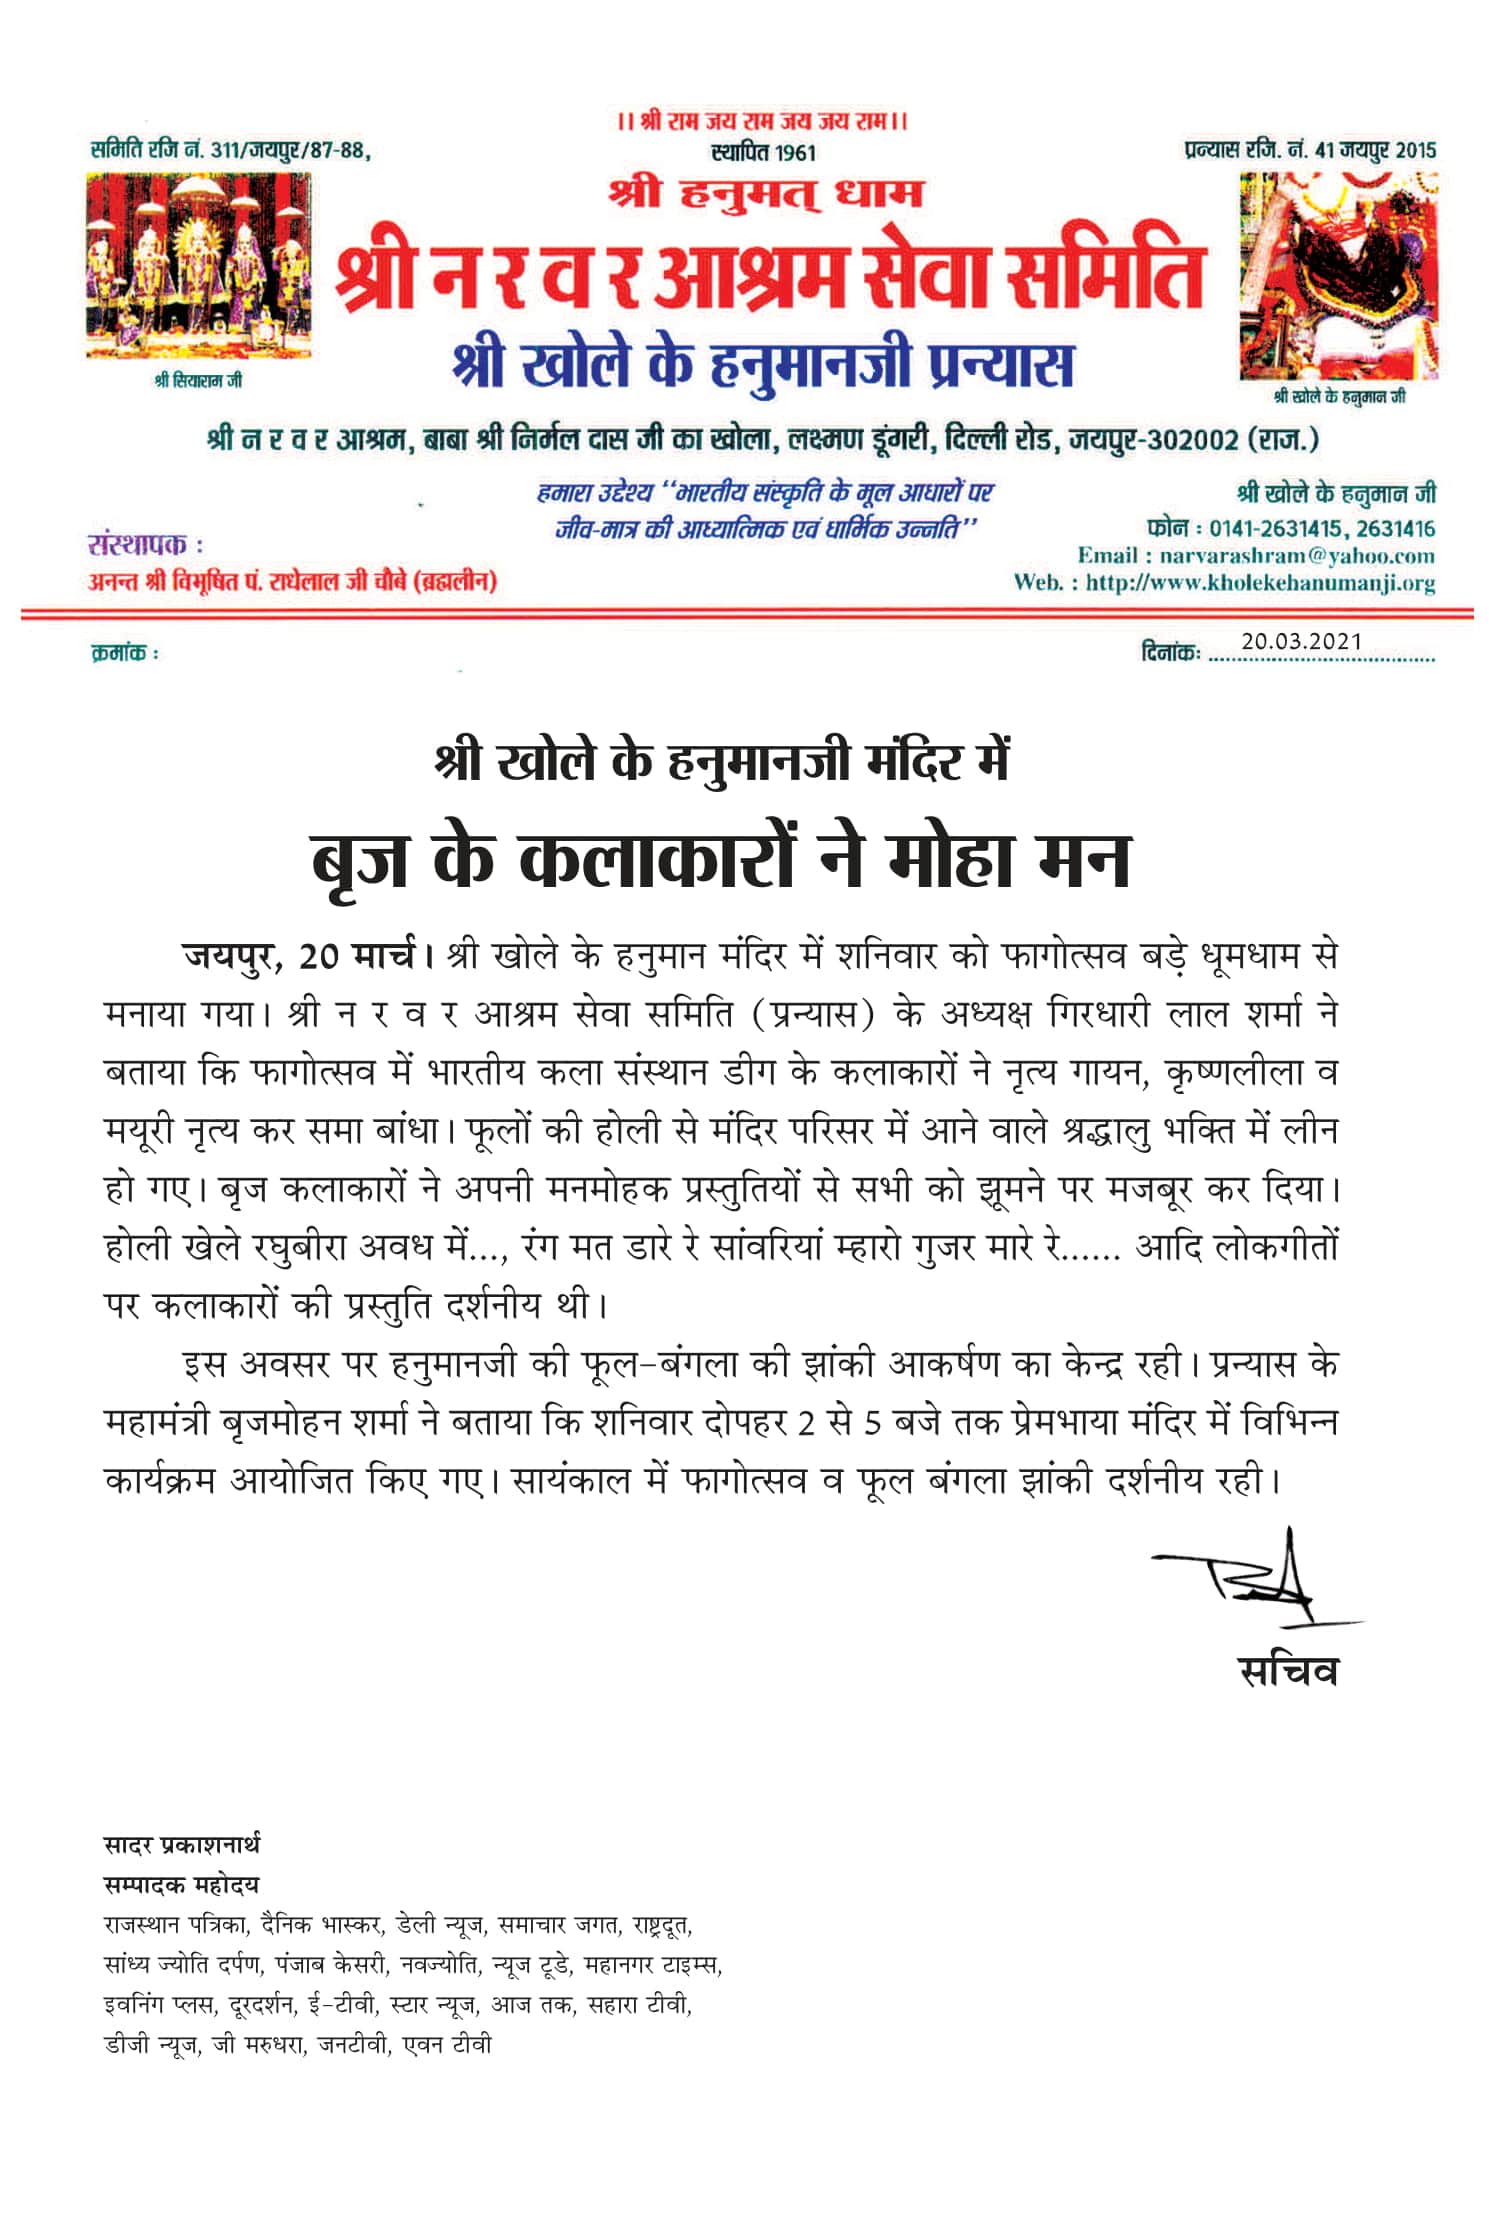 ।। श्री राम जय राम जय जय राम।।
समिति रजि नं. 311/जयपुर/87-88,
स्थापित 1961
प्रन्यास रजि. नं. 41 जयपुर 2015
श्री हनुमत् धाम
श्री न र व र आश्रम सेवा समिति
श्री खोले के हनुमानजी प्रन्यास
श्री सियाराम जी
श्री खोले के हनुमान जी
श्री न र व र आश्रम, बाबा श्री निर्मल दास जी का खोला, लक्ष्मण डूंगरी, दिल्ली रोड, जयपुर-302002 (राज.)
हमारा उद्देश्य ‘‘भारतीय संस्कृति के मूल आधारों पर
जीव-मात्र की आध्यात्मिक एवं धार्मिक उन्नति’’
श्री खोले के हनुमान जी
फोन : 0141-2631415, 2631416
Email : narvarashram@yahoo.com
Web. : http://www.kholekehanumanji.org
संस्थापक :
अनन्त श्री विभूषित पं. राधेलाल जी चौबे (ब्रह्मलीन)
क्रमांक :
दिनांकः 20.03.2021
श्री खोले के हनुमानजी मंदिर में
बृज के कलाकारों ने मोहा मन
जयपुर, 20 मार्च। श्री खोले के हनुमान मंदिर में शनिवार को फागोत्सव बड़े धूमधाम से
मनाया गया। श्री न र व र आश्रम सेवा समिति (प्रन्यास) के अध्यक्ष गिरधारी लाल शर्मा ने
बताया कि फागोत्सव में भारतीय कला संस्थान डीग के कलाकारों ने नृत्य गायन, कृष्णलीला व
मयूरी नृत्य कर समा बांधा। फूलों की होली से मंदिर परिसर में आने वाले श्रद्धालु भक्ति में लीन
हो गए। बृज कलाकारों ने अपनी मनमोहक प्रस्तुतियों से सभी को झूमने पर मजबूर कर दिया।
होली खेले रघुबीरा अवध में..., रंग मत डारे रे सांवरियां म्हारो गुजर मारे रे...... आदि लोकगीतों
पर कलाकारों की प्रस्तुति दर्शनीय थी।
इस अवसर पर हनुमानजी की फूल-बंगला की झांकी आकर्षण का केन्द्र रही। प्रन्यास के
महामंत्री बृजमोहन शर्मा ने बताया कि शनिवार दोपहर 2 से 5 बजे तक प्रेमभाया मंदिर में विभिन्न
कार्यक्रम आयोजित किए गए। सायंकाल में फागोत्सव व फूल बंगला झांकी दर्शनीय रही।
सचिव
सादर प्रकाशनार्थ
सम्पादक महोदय
राजस्थान पत्रिका, दैनिक भास्कर, डेली न्यूज, समाचार जगत, राष्ट्रदूत,
सांध्य ज्योति दर्पण, पंजाब केसरी, नवज्योति, न्यूज टूडे, महानगर टाइम्स,
इवनिंग प्लस, दूरदर्शन, ई-टीवी, स्टार न्यूज, आज तक, सहारा टीवी,
डीजी न्यूज, जी मरुधरा, जनटीवी, एवन टीवी